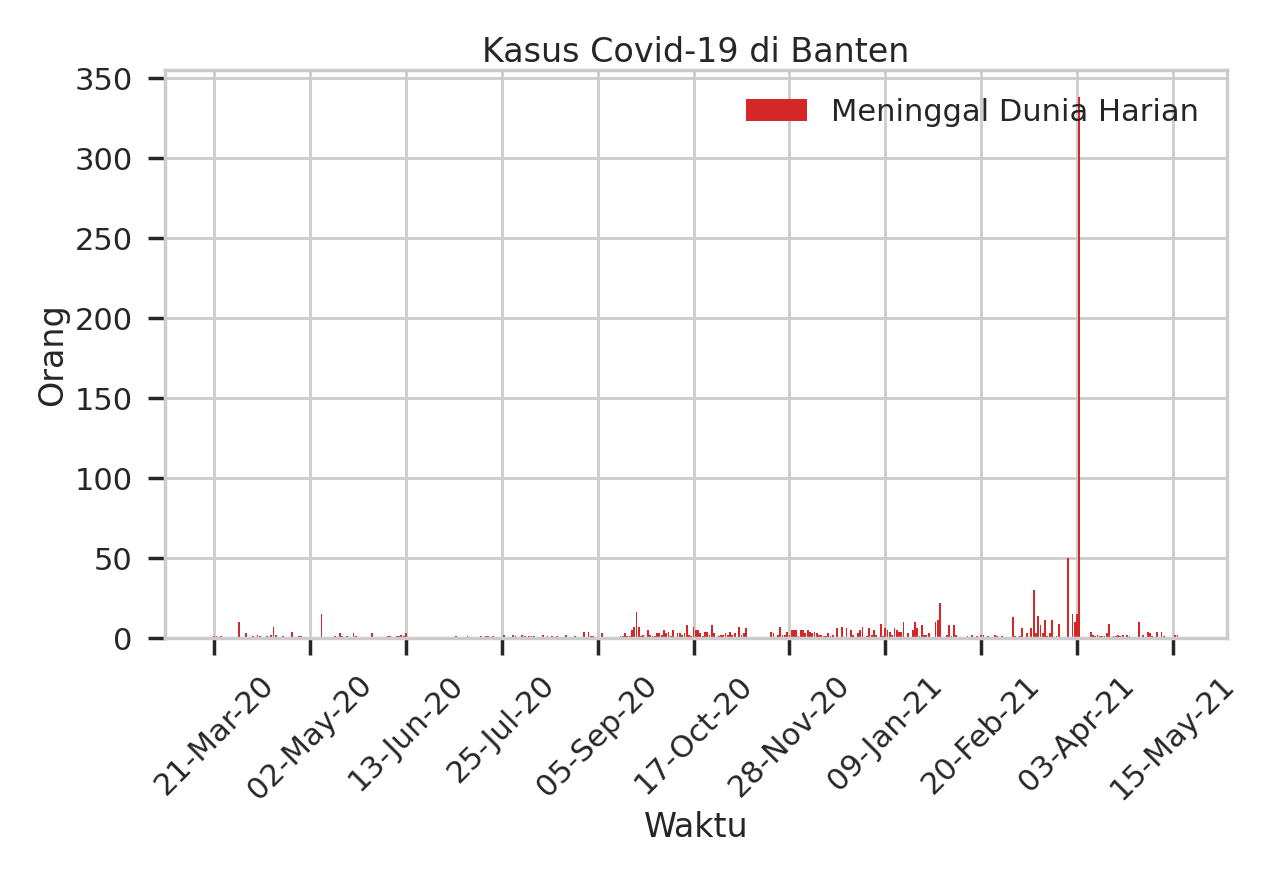 Kasus Covid-19 di Banten
Meninggal Dunia Harian
Orang
350
300
250
200
150
100
50
0
21-Mar-20
02-May-20
13-Jun-20
25-Jul-20
05-Sep-20
17-Oct-20
28-Nov-20
09-Jan-21
20-Feb-21
03-Apr-21
15-May-21
Waktu